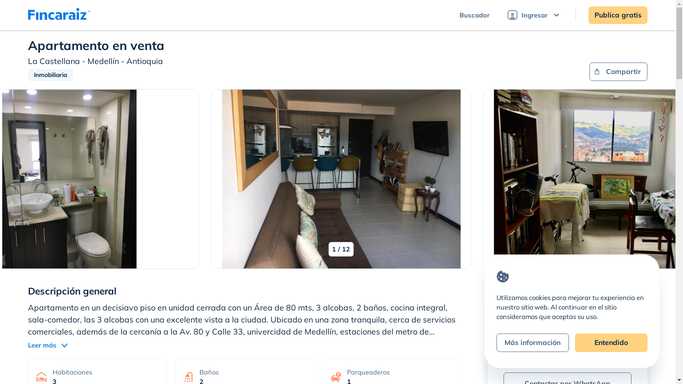 Fincaraiz
Buscador
Ingresar
Publica gratis
Apartamento en venta
La Castellana - Medellín - Antioquia
Inmobiliaria
Compartir
1 / 12
Descripción general
Apartamento en un decisiavo piso en unidad cerrada con un Área de 80 mts, 3 alcobas, 2 baños, cocina integral,
sala-comedor, las 3 alcobas con una excelente vista a la ciudad. Ubicado en una zona tranquila, cerca de servicios
comerciales, además de la cercanía a la Av. 80 y Calle 33, univercidad de Medellín, estaciones del metro de...
Leer más
Habitaciones
3
Baños
2
Parqueaderos
1
Utilizamos cookies para mejorar tu experiencia en
nuestro sitio web. Al continuar en el sitio
consideramos que aceptas su uso.
Más información
Entendido
Contactar por WhatsApp